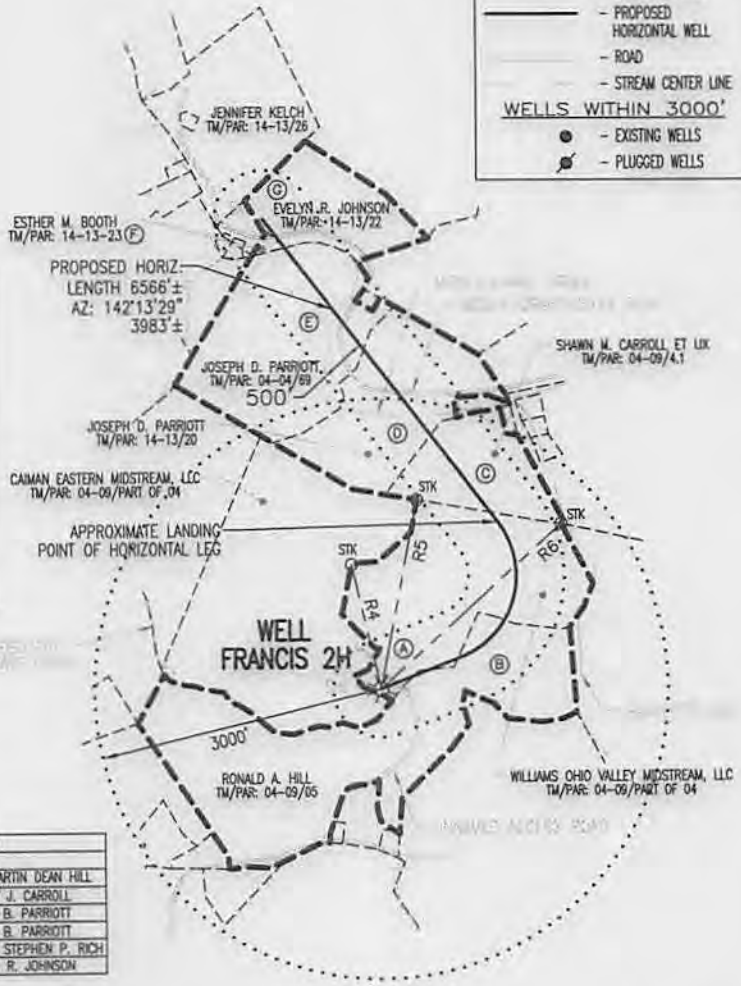 - PROPOSED
HORIZONTAL WELL
- ROAD
- STREAM CENTER LINE
WELLS WITHIN 3000'
- EXISTING WELLS
- PLUGGED WELLS
JENNIFER KELCH
TM/PAR: 14-13/26
G
EVELYN R. JOHNSON
TM/PAR: 14-13/22
ESTHER M. BOOTH
TM/PAR: 14-13-23 F
PROPOSED HORIZ.
LENGTH 6566'±
AZ: 142°13'29"
3983'±
E
SHAWN M. CARROLL ET UX
TM/PAR: 04-09/4.1
JOSEPH D. PARRIOTT
TM/PAR: 04-04/69
500'
JOSEPH D. PARRIOTT
TM/PAR: 14-13/20
D
C
CAIMAN EASTERN MIDSTREAM, LLC
TM/PAR: 04-09/PART OF 04
STK
STK
APPROXIMATE LANDING
POINT OF HORIZONTAL LEG
R5
R6
STK
R4
WELL
FRANCIS 2H
A
B
3000'
RONALD A. HILL
TM/PAR: 04-09/05
WILLIAMS OHIO VALLEY MIDSTREAM, LLC
TM/PAR: 04-09/PART OF 04
ARTIN DEAN HILL
J. CARROLL
B. PARRIOTT
B. PARRIOTT
STEPHEN P. RICH
R. JOHNSON